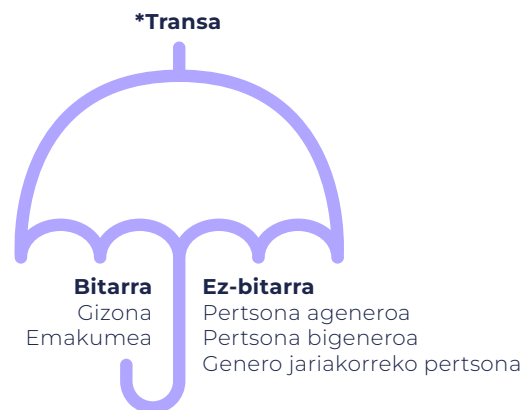 *Transa
Bitarra
Gizona
Emakumea
Ez-bitarra
Pertsona ageneroa
Pertsona bigeneroa
Genero jariakorreko pertsona